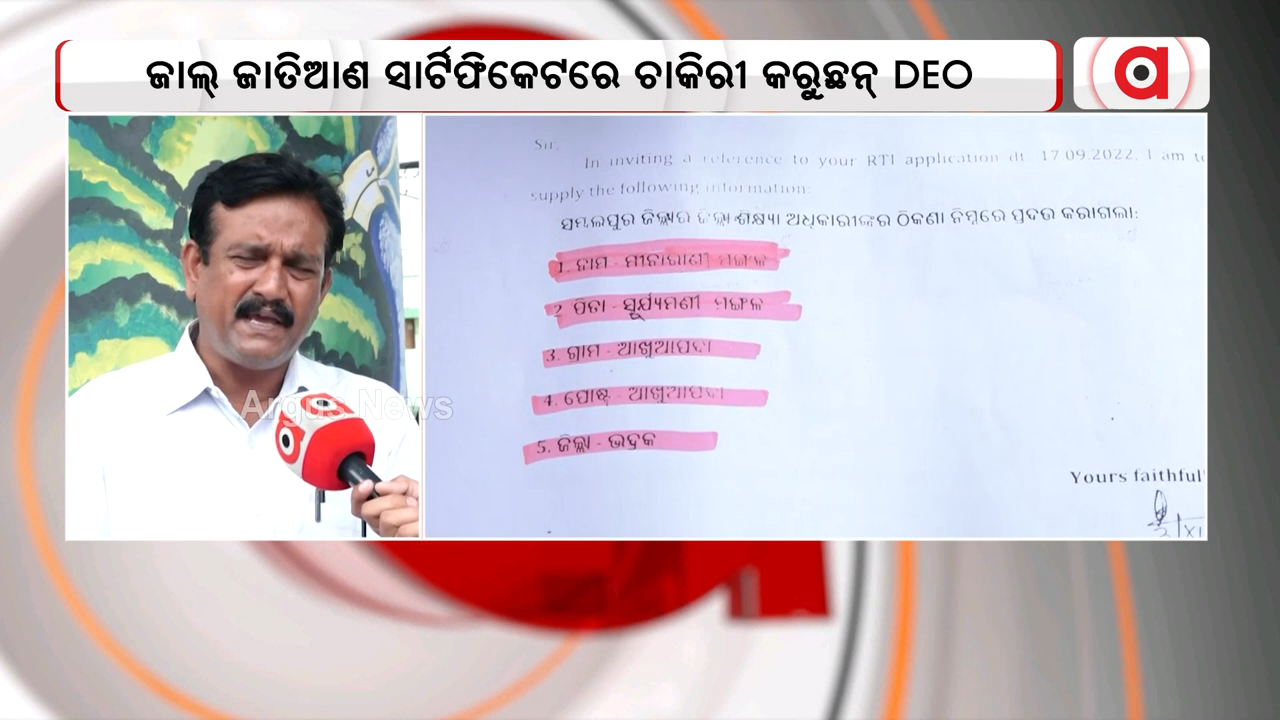 ଜାଲ୍ ଜାତିଆଣ ସାର୍ଟିଫିକେଟରେ ଚାକିରୀ କରୁଛନ୍ DEO
a
Sir,
In inviting a reference to your RTI application dt. 17.09.2022. I am to
supply the following information:
ସମ୍ବଲପୁର ଜିଲ୍ଲାର ଜିଲ୍ଲା ଶିକ୍ଷା ଅଧିକାରୀଙ୍କର ଠିକଣା ନିମ୍ନରେ ପ୍ରଦତ୍ତ କରାଗଲା:
1. ନାମ - ମୀନାରାଣୀ ମଙ୍ଗଳ
2. ପିତା - ସୂର୍ଯ୍ୟମଣୀ ମଙ୍ଗଳ
3. ଗ୍ରାମ - ଆଖୁଆପଦା
4. ପୋଷ୍ଟ - ଆଖୁଆପଦା
5. ଜିଲ୍ଲା - ଭଦ୍ରକ
Argus News
Yours faithful